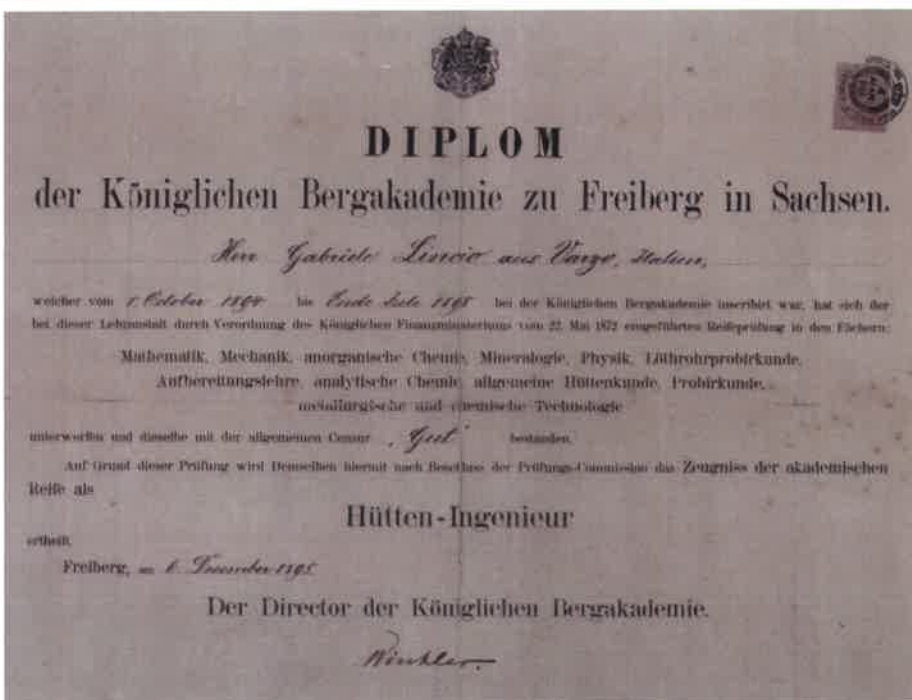 DIPLOM
der Königlichen Bergakademie zu Freiberg in Sachsen.
Herr Gabriele Lincio aus Varzo, Italien,
welcher vom 1. October 1894 bis Ende 1895 bei der Königlichen Bergakademie inscribirt war, hat sich der
bei dieser Lehranstalt durch Verordnung des Königlichen Finanzministeriums vom 22. Mai 1872 eingeführten Reifeprüfung in den Fächern:
Mathematik, Mechanik, anorganische Chemie, Mineralogie, Physik, Löthrohrprobirkunde,
Aufbereitungslehre, analytische Chemie, allgemeine Hüttenkunde, Probirkunde,
metallurgische und chemische Technologie
unterworfen und dieselbe mit der allgemeinen Censur „Gut" bestanden.
Auf Grund dieser Prüfung wird Demselben hiermit nach Beschluss der Prüfungs-Commission das Zeugniss der akademischen
Reife als
Hütten-Ingenieur
ertheilt.
Freiberg, am 6. December 1895
Der Director der Königlichen Bergakademie.
Winkler